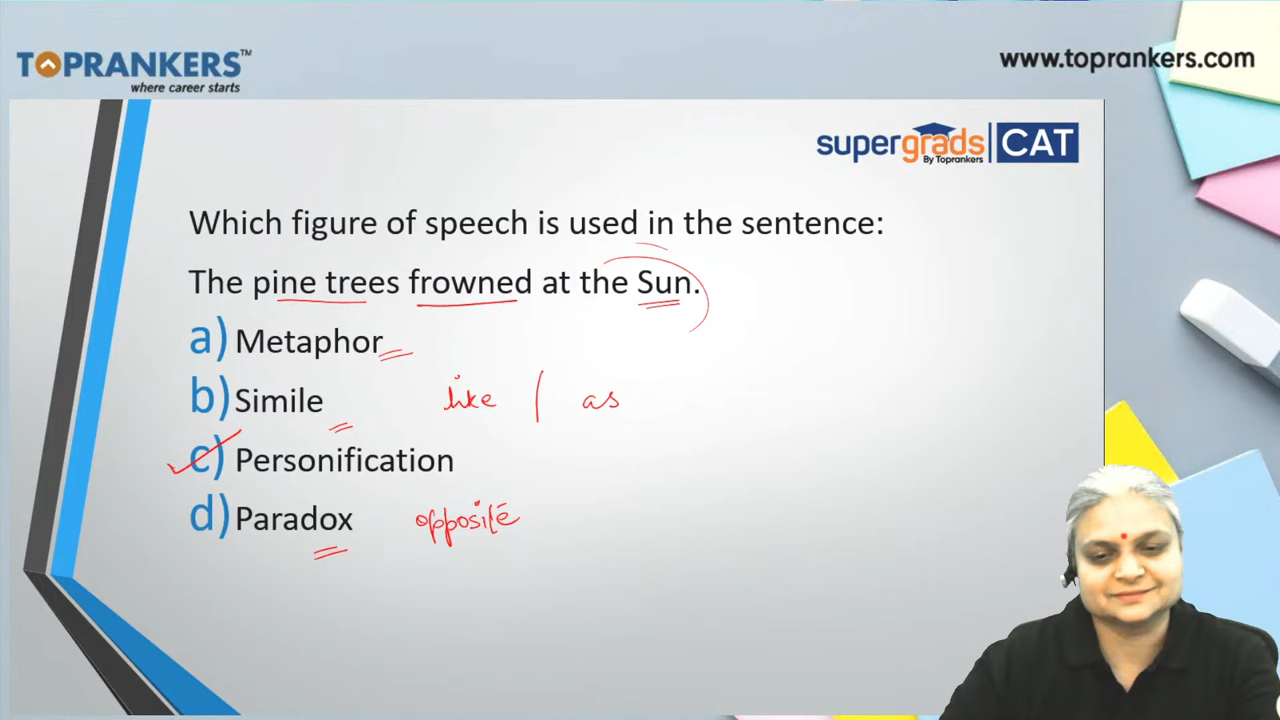 TOPRANKERS™
where career starts
www.toprankers.com
supergrads | CAT
By Toprankers
Which figure of speech is used in the sentence:
The pine trees frowned at the Sun.
a) Metaphor
b) Simile like / as
c) Personification
d) Paradox opposite